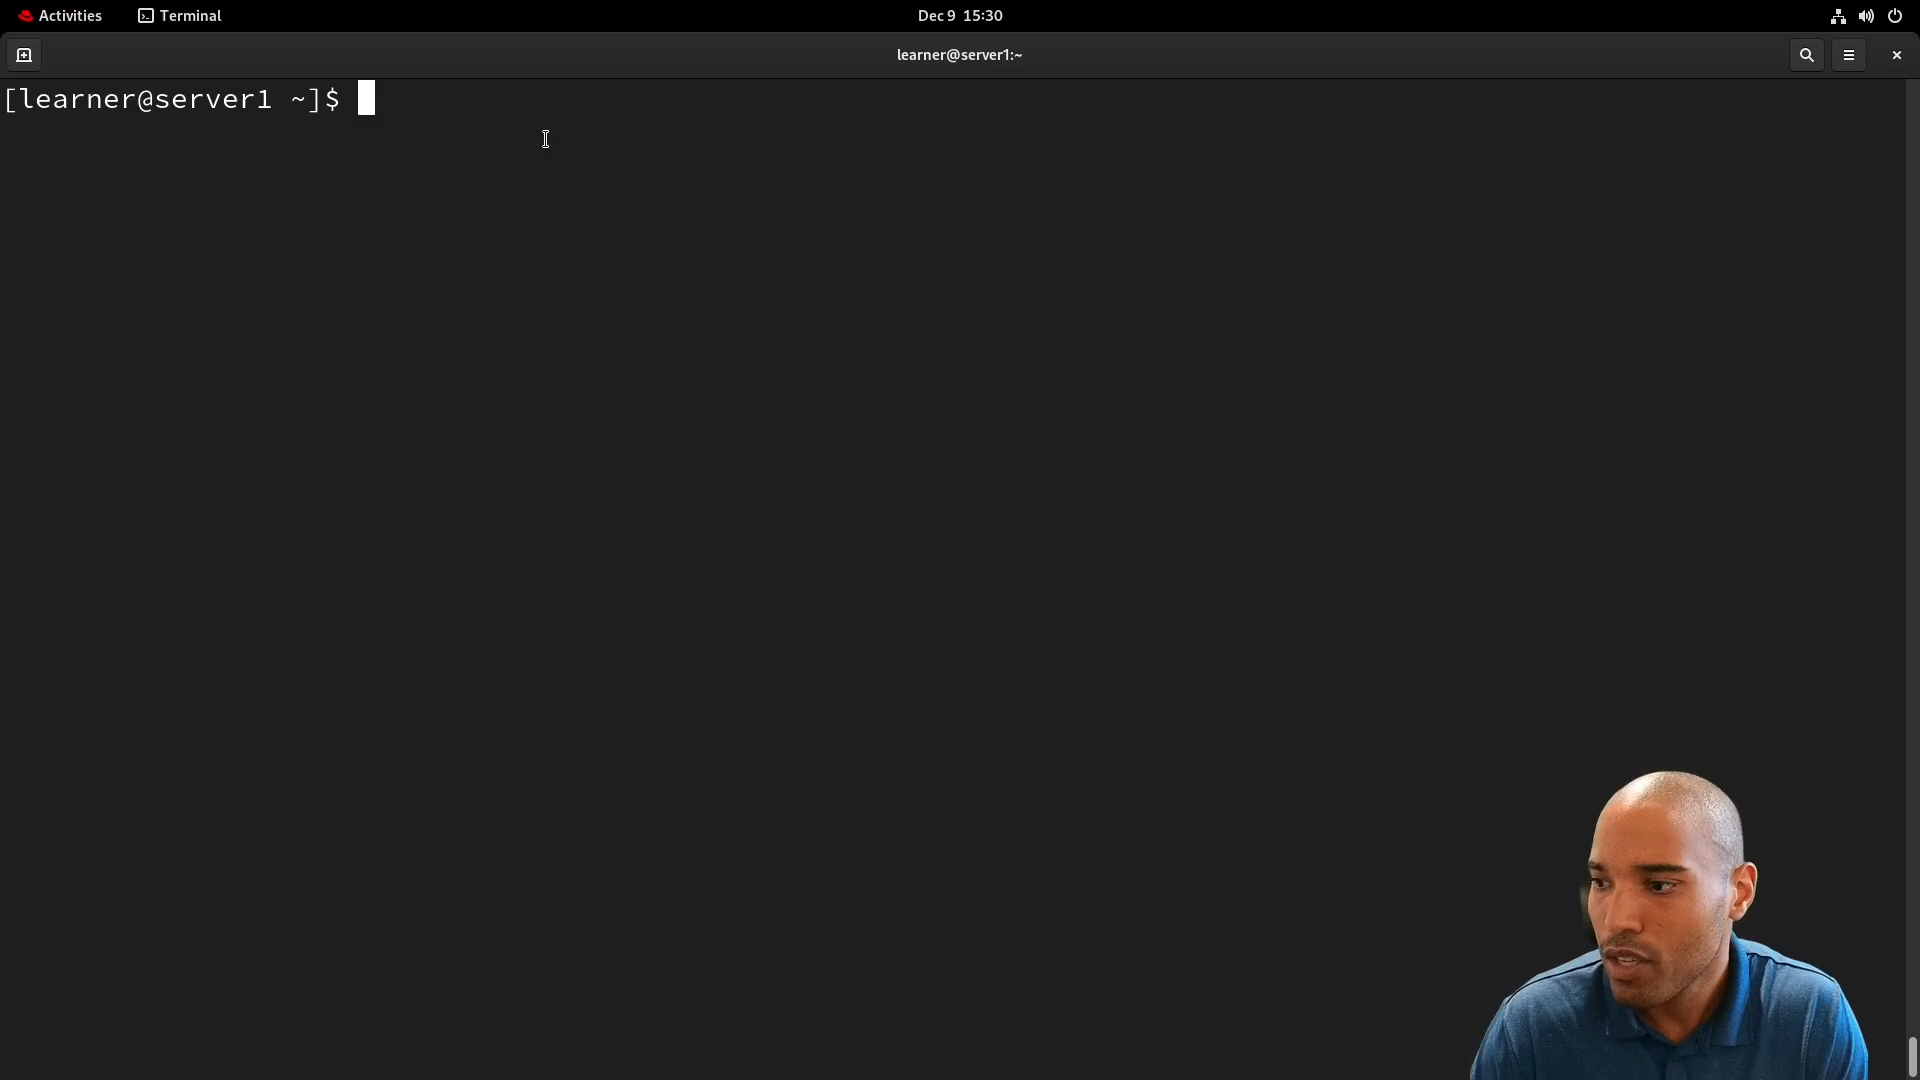 Activities Terminal Dec 9 15:30
learner@server1:~
[learner@server1 ~]$